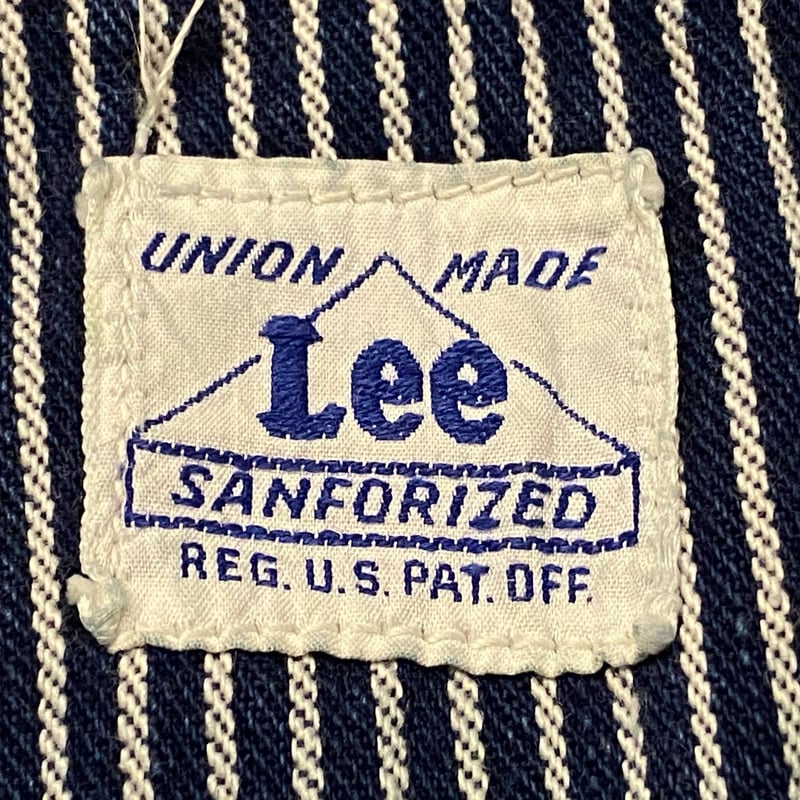 UNION MADE
Lee
SANFORIZED
REG. U.S. PAT. OFF.